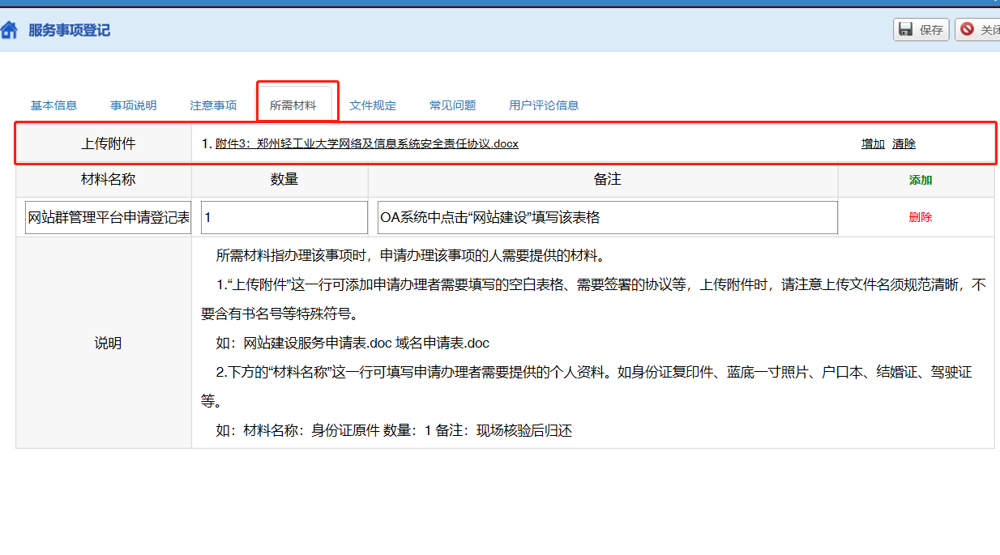 服务事项登记 保存 关闭
基本信息 事项说明 注意事项 所需材料 文件规定 常见问题 用户评论信息
上传附件 1. 附件3：郑州轻工业大学网络及信息系统安全责任协议.docx 增加 清除
材料名称 数量 备注 添加
网站群管理平台申请登记表 1 OA系统中点击“网站建设”填写该表格 删除
说明
所需材料指办理该事项时，申请办理该事项的人需要提供的材料。
1.“上传附件”这一行可添加申请办理者需要填写的空白表格、需要签署的协议等，上传附件时，请注意上传文件名须规范清晰，不
要含有书名号等特殊符号。
如：网站建设服务申请表.doc 域名申请表.doc
2.下方的“材料名称”这一行可填写申请办理者需要提供的个人资料。如身份证复印件、蓝底一寸照片、户口本、结婚证、驾驶证
等。
如：材料名称：身份证原件 数量：1 备注：现场核验后归还